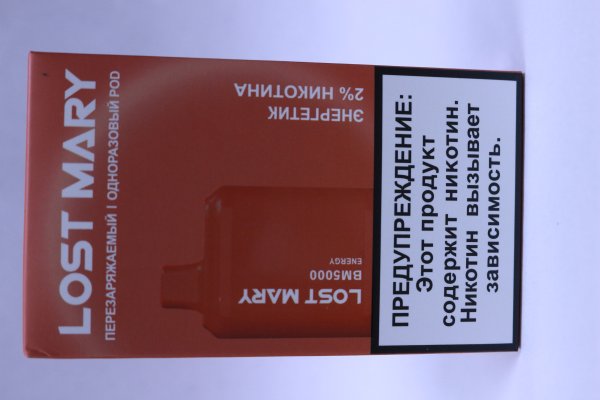 LOST MARY
ПЕРЕЗАРЯЖАЕМЫЙ | ОДНОРАЗОВЫЙ POD
ЭНЕРГЕТИК
2% НИКОТИНА
LOST MARY
BM5000
ENERGY
ПРЕДУПРЕЖДЕНИЕ:
Этот продукт
содержит никотин.
Никотин вызывает
зависимость.